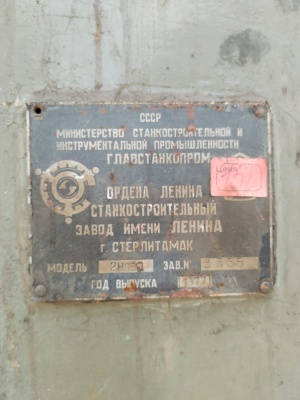 СССР
МИНИСТЕРСТВО СТАНКОСТРОИТЕЛЬНОЙ И
ИНСТРУМЕНТАЛЬНОЙ ПРОМЫШЛЕННОСТИ
ГЛАВСТАНКОПРОМ
ОРДЕНА ЛЕНИНА
СТАНКОСТРОИТЕЛЬНЫЙ
ЗАВОД ИМЕНИ ЛЕНИНА
г. СТЕРЛИТАМАК
МОДЕЛЬ ЗАВ.№
ГОД ВЫПУСКА